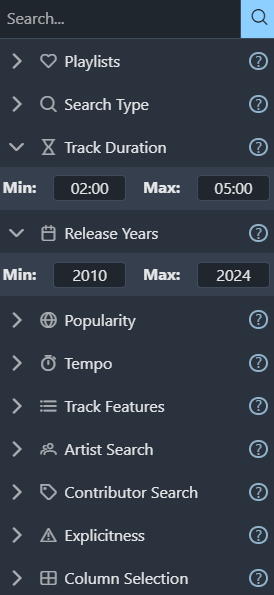 Search...
Playlists ?
Search Type ?
Track Duration ?
Min: 02:00 Max: 05:00
Release Years ?
Min: 2010 Max: 2024
Popularity ?
Tempo ?
Track Features ?
Artist Search ?
Contributor Search ?
Explicitness ?
Column Selection ?